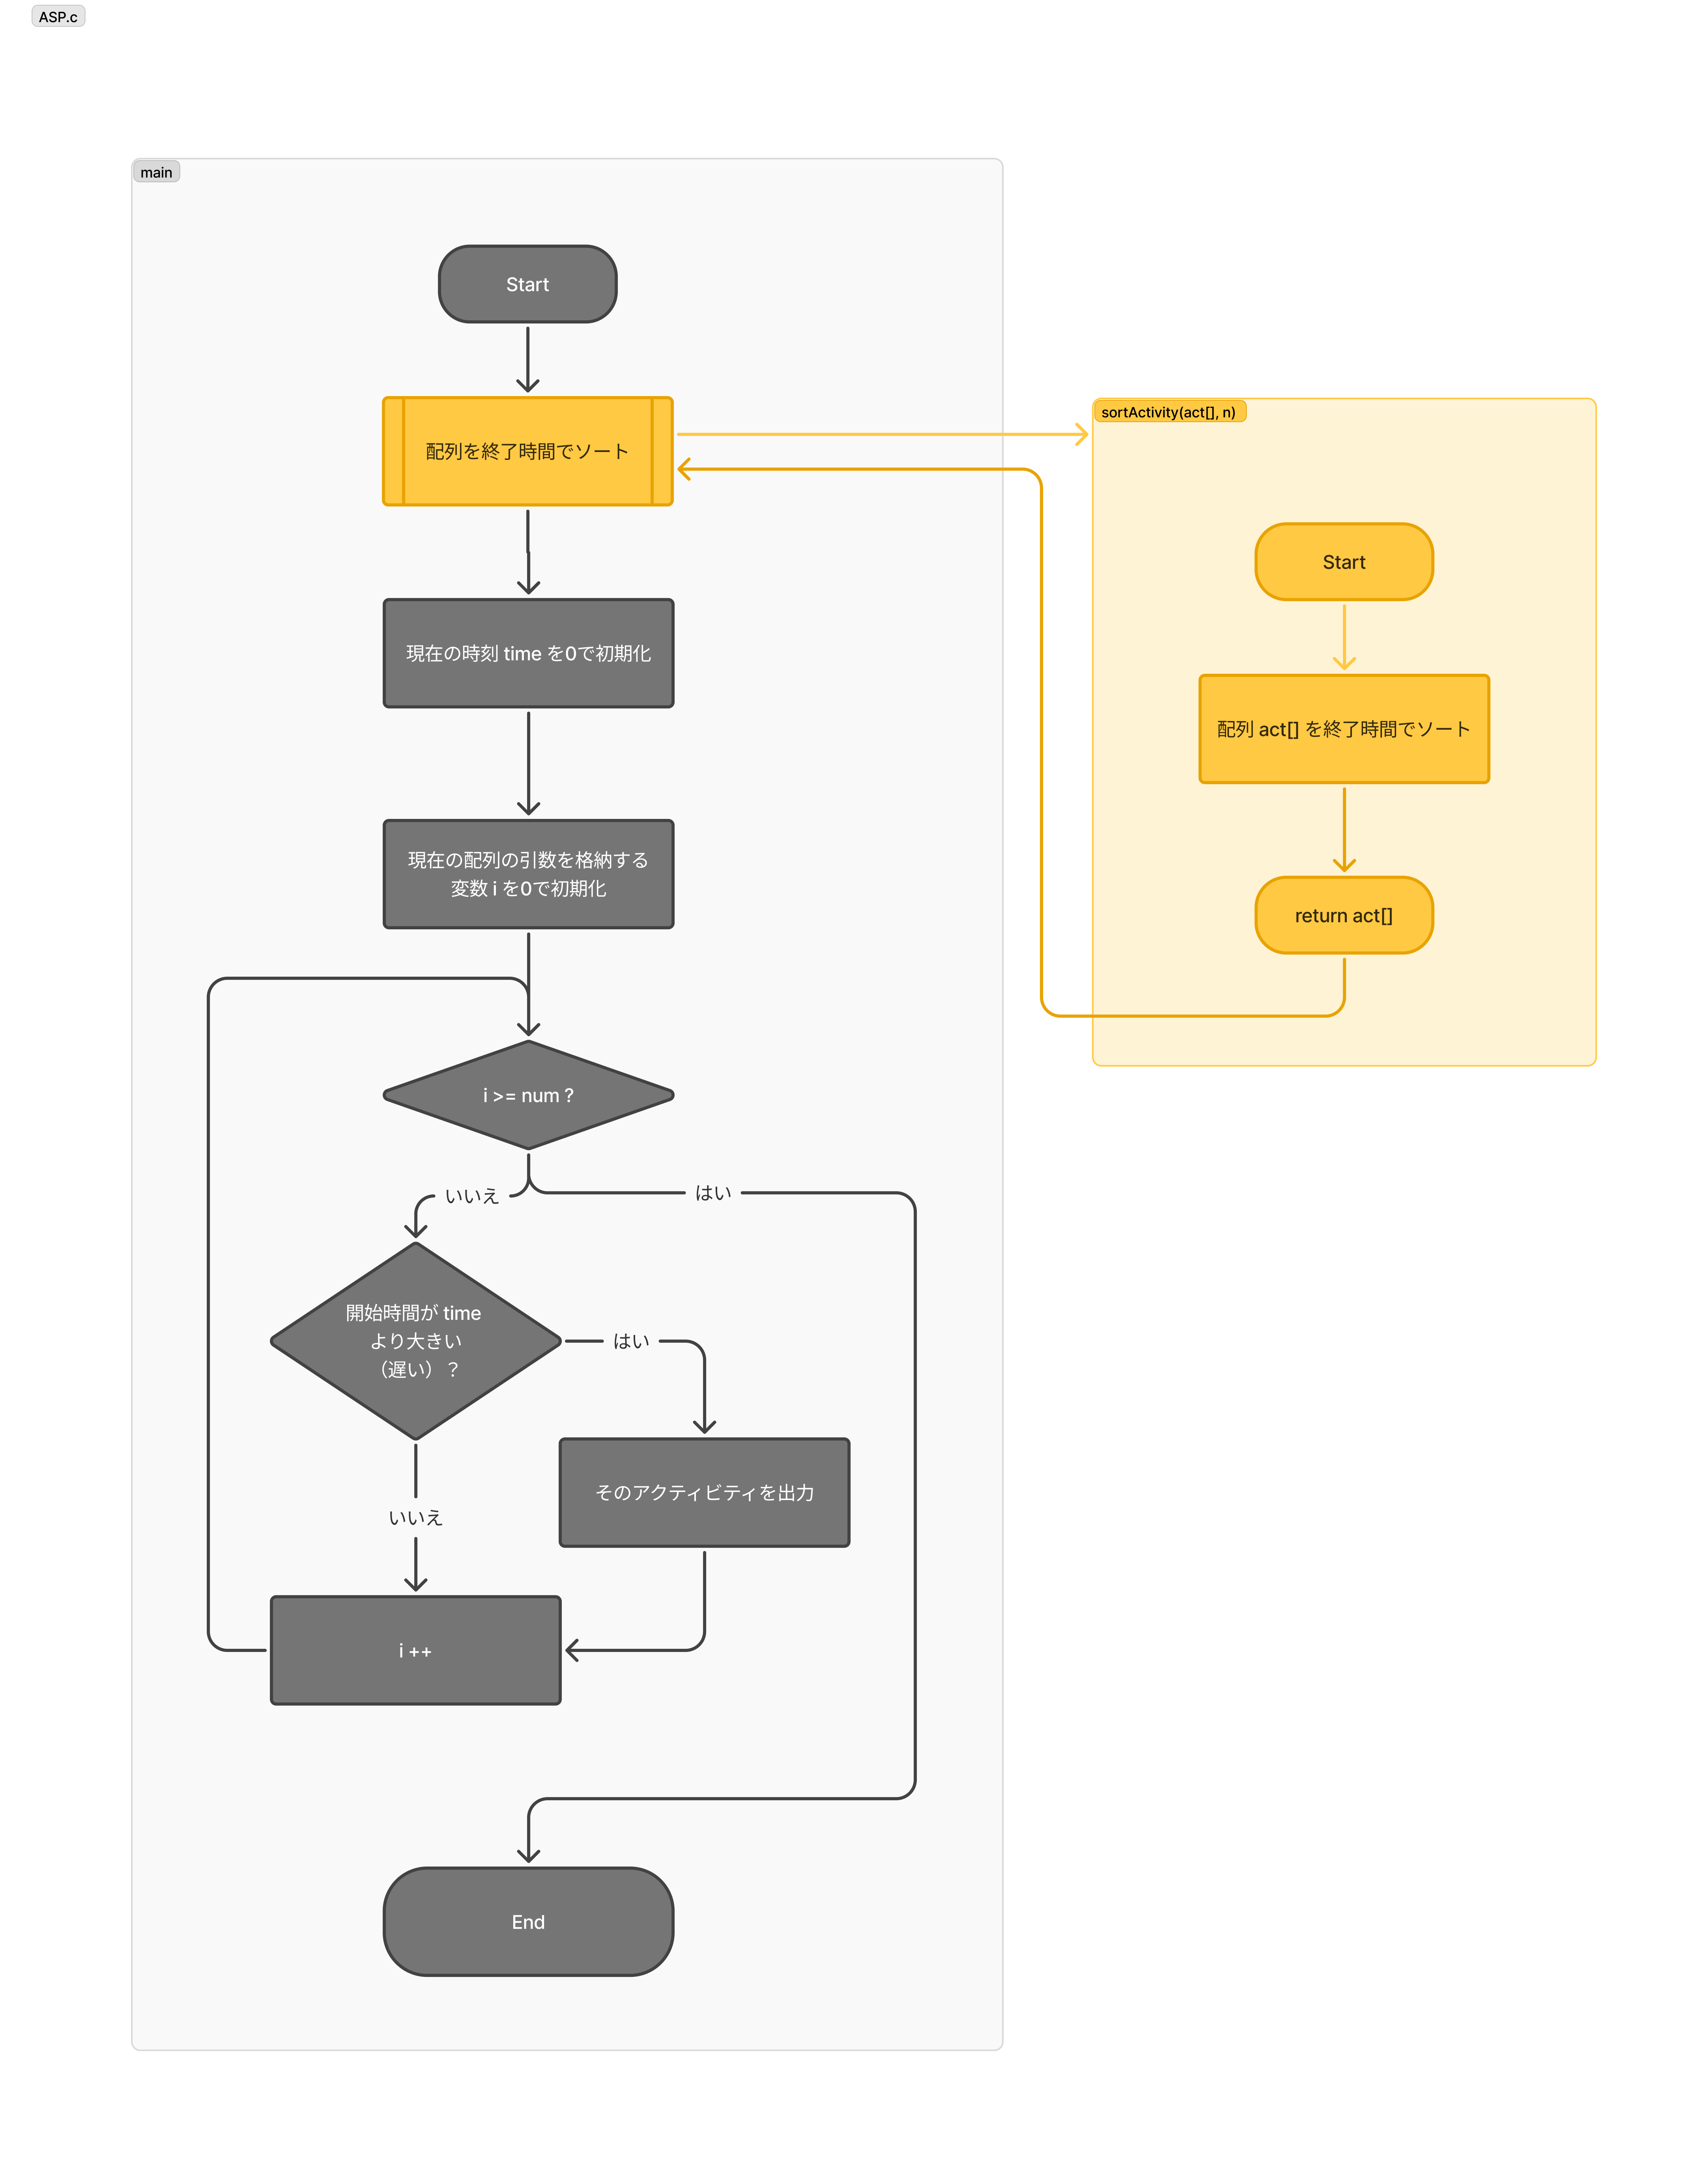 ASP.c
main
Start
配列を終了時間でソート
現在の時刻 time を0で初期化
現在の配列の引数を格納する
変数 i を0で初期化
i >= num ?
いいえ
はい
開始時間が time
より大きい
（遅い）？
はい
そのアクティビティを出力
いいえ
i ++
End
sortActivity(act[], n)
Start
配列 act[] を終了時間でソート
return act[]